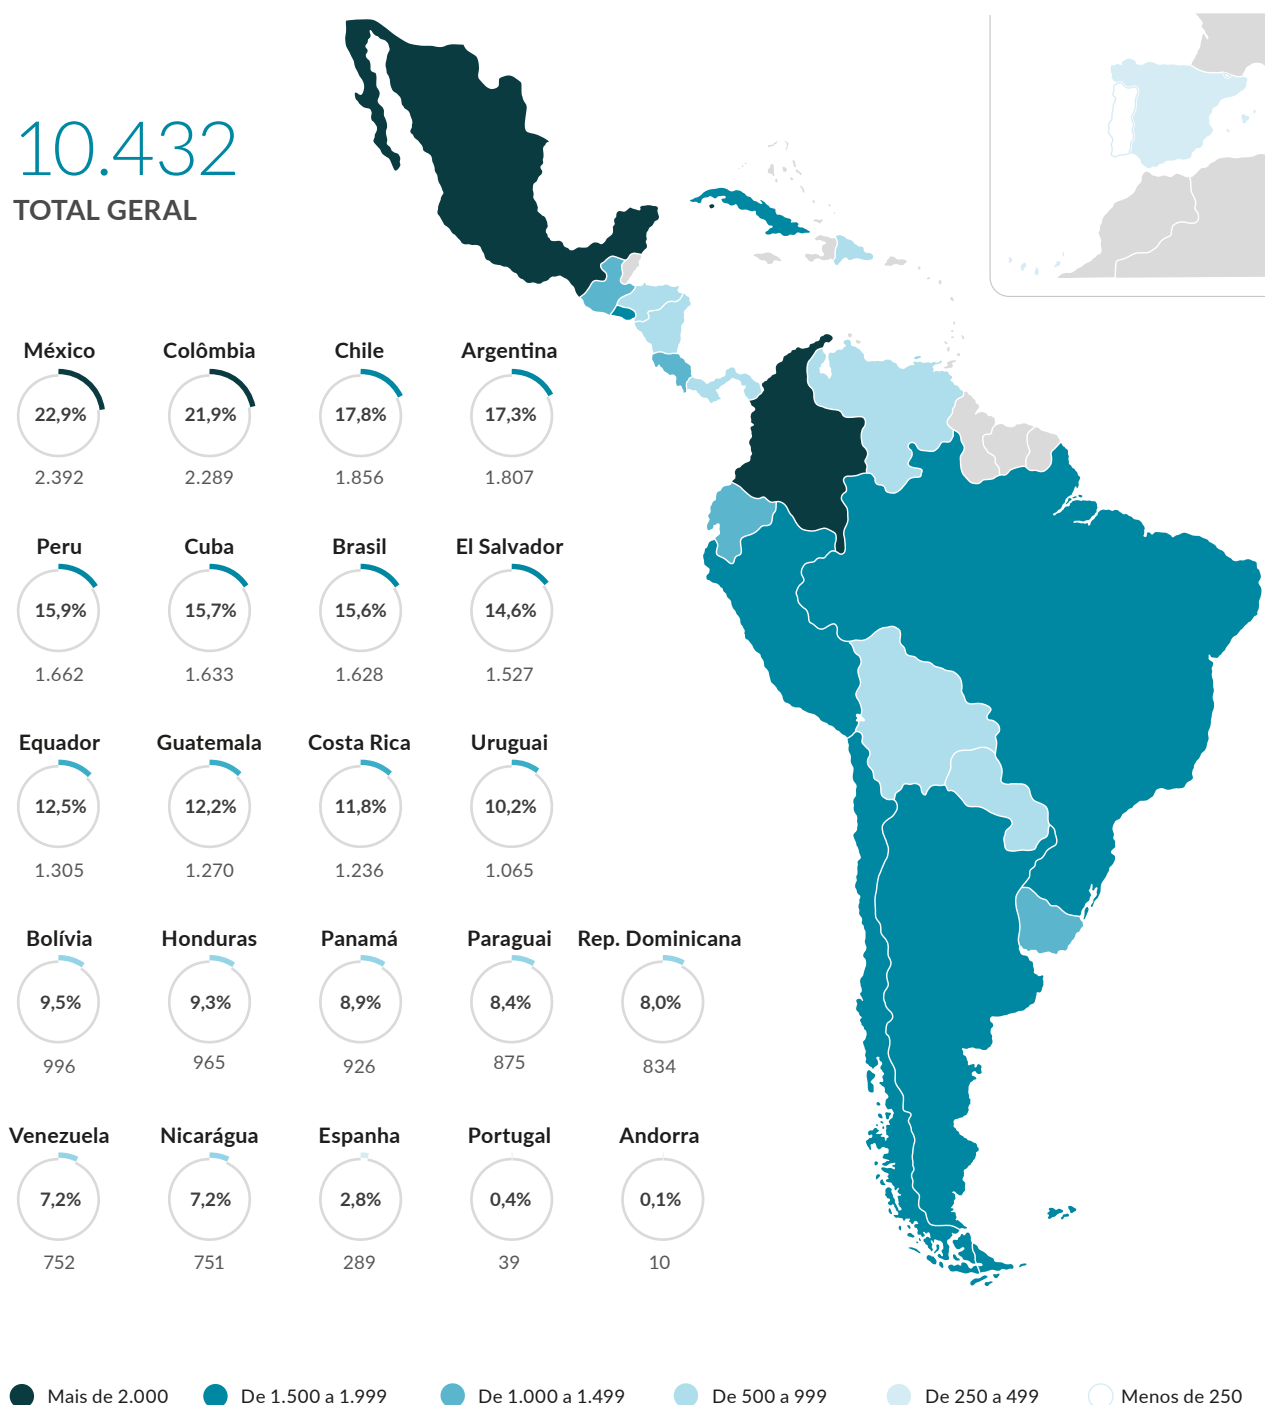 10.432
TOTAL GERAL
México Colômbia Chile Argentina
22,9% 21,9% 17,8% 17,3%
2.392 2.289 1.856 1.807
Peru Cuba Brasil El Salvador
15,9% 15,7% 15,6% 14,6%
1.662 1.633 1.628 1.527
Equador Guatemala Costa Rica Uruguai
12,5% 12,2% 11,8% 10,2%
1.305 1.270 1.236 1.065
Bolívia Honduras Panamá Paraguai Rep. Dominicana
9,5% 9,3% 8,9% 8,4% 8,0%
996 965 926 875 834
Venezuela Nicarágua Espanha Portugal Andorra
7,2% 7,2% 2,8% 0,4% 0,1%
752 751 289 39 10
Mais de 2.000 De 1.500 a 1.999 De 1.000 a 1.499 De 500 a 999 De 250 a 499 Menos de 250